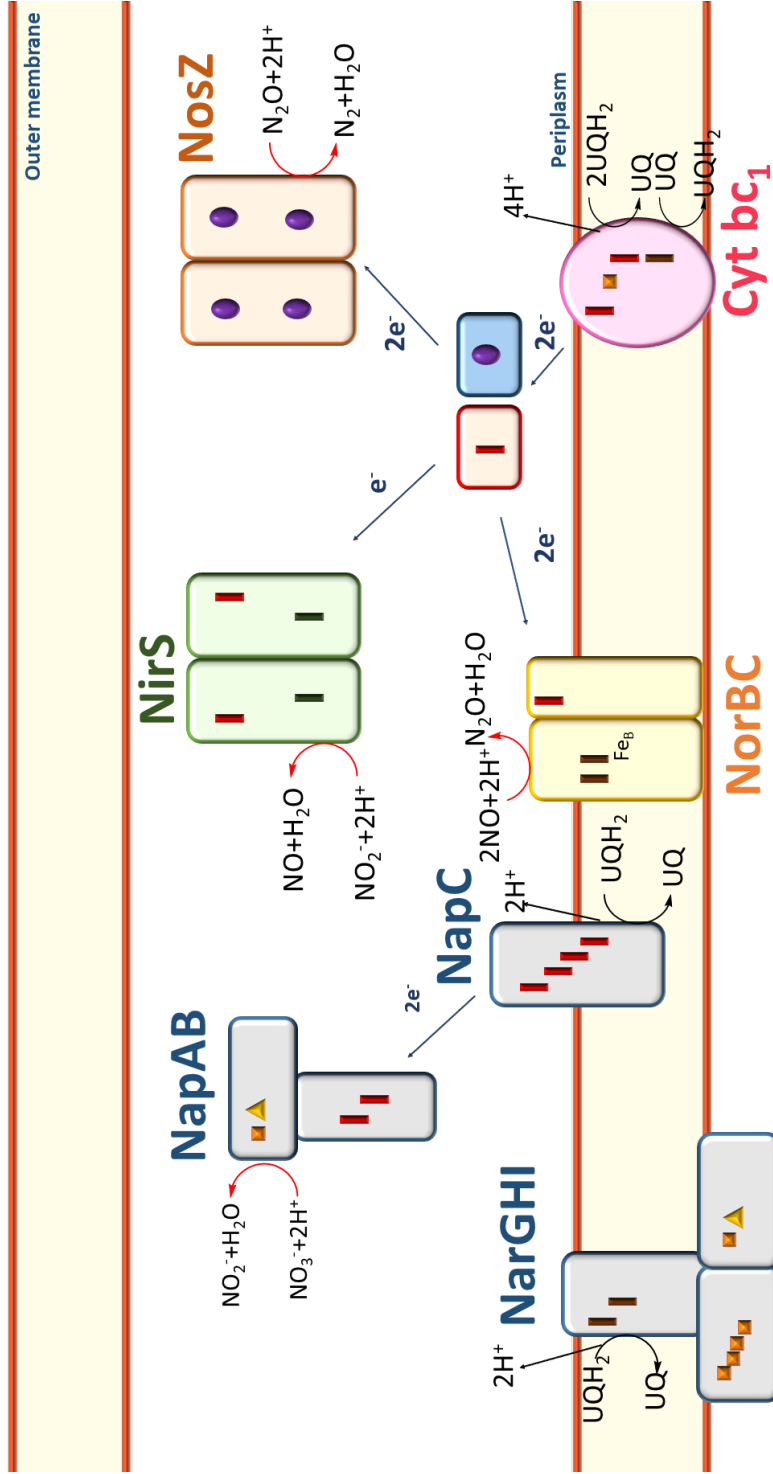 Outer membrane
NapAB
NirS
NosZ
NO₂⁻+H₂O
NO₃⁻+2H⁺
NO+H₂O
NO₂⁻+2H⁺
N₂O+2H⁺
N₂+H₂O
2e⁻
e⁻
2e⁻
NapC
2e⁻
2e⁻
NarGHI
2H⁺
2H⁺
2NO+2H⁺
N₂O+H₂O
4H⁺
Periplasm
UQH₂
UQ
UQH₂
UQ
Fe_B
2UQH₂
UQ
UQ
UQH₂
NorBC
Cyt bc₁